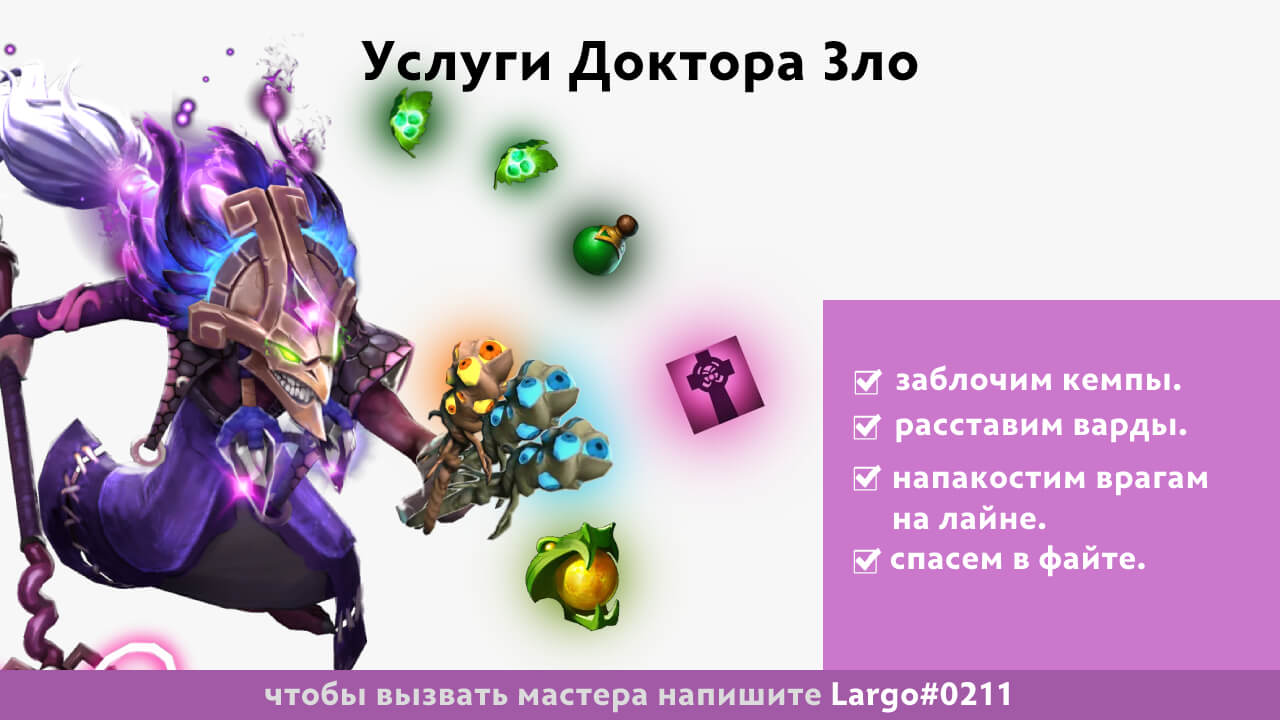 Услуги Доктора Зло
заблочим кемпы.
расставим варды.
напакостим врагам
на лайне.
спасем в файте.
чтобы вызвать мастера напишите Largo#0211